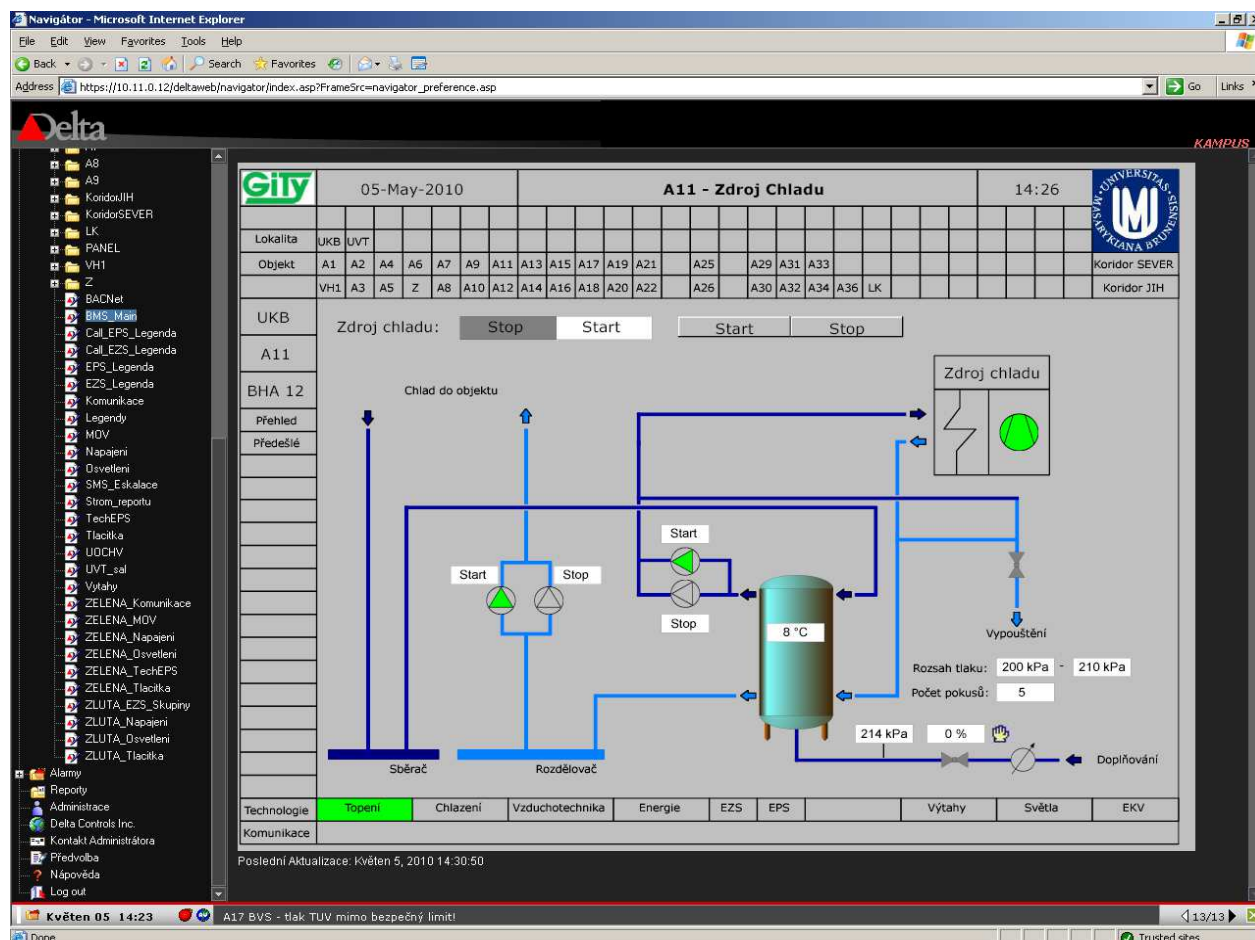 Navigátor - Microsoft Internet Explorer
File Edit View Favorites Tools Help
Back Search Favorites
Address https://10.11.0.12/deltaweb/navigator/index.asp?FrameSrc=navigator_preference.asp Go Links
Delta
KAMPUS
A8
A9
KoridorJIH
KoridorSEVER
LK
PANEL
VH1
Z
BACNet
BMS_Main
Call_EPS_Legenda
Call_EZS_Legenda
EPS_Legenda
EZS_Legenda
Komunikace
Legendy
MOV
Napajeni
Osvetleni
SMS_Eskalace
Strom_reportu
TechEPS
Tlacitka
UOCHV
UVT_sal
Vytahy
ZELENA_Komunikace
ZELENA_MOV
ZELENA_Napajeni
ZELENA_Osvetleni
ZELENA_TechEPS
ZELENA_Tlacitka
ZLUTA_EZS_Skupiny
ZLUTA_Napajeni
ZLUTA_Osvetleni
ZLUTA_Tlacitka
Alarmy
Reporty
Administrace
Delta Controls Inc.
Kontakt Administrátora
Předvolba
Nápověda
Log out
GiTy 05-May-2010 A11 - Zdroj Chladu 14:26
UNIVERSITAS MASARYKIANA BRUNENSIS
Lokalita UKB UVT
Objekt A1 A2 A4 A6 A7 A9 A11 A13 A15 A17 A19 A21 A25 A29 A31 A33 Koridor SEVER
VH1 A3 A5 Z A8 A10 A12 A14 A16 A18 A20 A22 A26 A30 A32 A34 A36 LK Koridor JIH
UKB
A11
BHA 12
Přehled
Předešlé
Zdroj chladu: Stop Start Start Stop
Zdroj chladu
Chlad do objektu
Start
Start Stop
Stop
8 °C
Vypouštění
Rozsah tlaku: 200 kPa - 210 kPa
Počet pokusů: 5
214 kPa 0 %
Doplňování
Sběrač Rozdělovač
Technologie Topení Chlazení Vzduchotechnika Energie EZS EPS Výtahy Světla EKV
Komunikace
Poslední Aktualizace: Květen 5, 2010 14:30:50
Květen 05 14:23 A17 BVS - tlak TUV mimo bezpečný limit! 13/13
Done Trusted sites